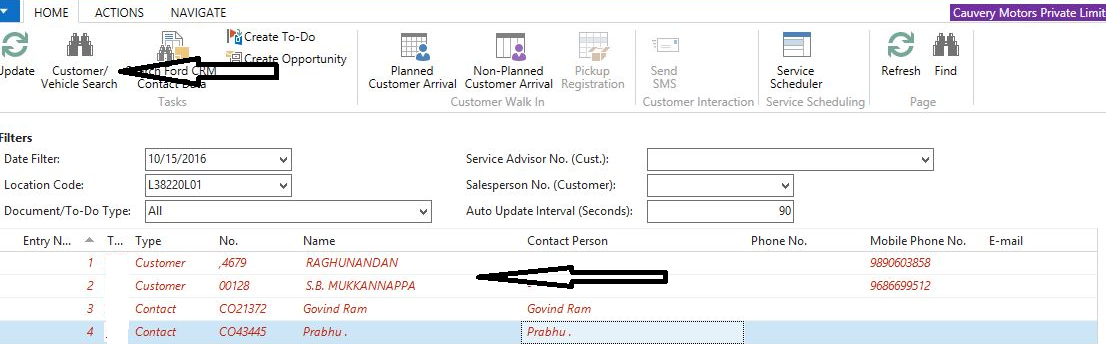 HOME ACTIONS NAVIGATE Cauvery Motors Private Limit
Update Customer/ Vehicle Search Search Ford CRM Contact Data Create To-Do Create Opportunity Planned Customer Arrival Non-Planned Customer Arrival Pickup Registration Send SMS Service Scheduler Refresh Find
Tasks Customer Walk In Customer Interaction Service Scheduling Page
Filters
Date Filter: 10/15/2016 Service Advisor No. (Cust.):
Location Code: L38220L01 Salesperson No. (Customer):
Document/To-Do Type: All Auto Update Interval (Seconds): 90
Entry N... T... Type No. Name Contact Person Phone No. Mobile Phone No. E-mail
1 Customer ,4679 RAGHUNANDAN 9890603858
2 Customer 00128 S.B. MUKKANNAPPA 9686699512
3 Contact CO21372 Govind Ram Govind Ram
4 Contact CO43445 Prabhu . Prabhu .